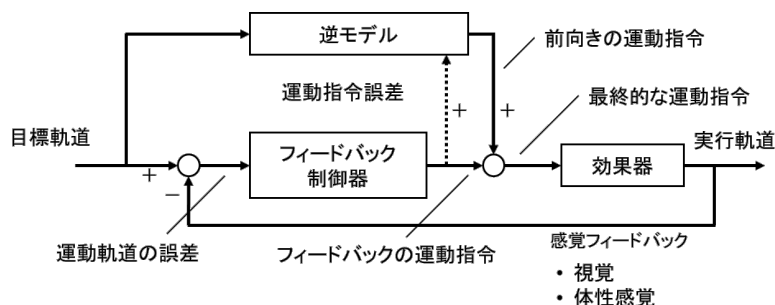 逆モデル
前向きの運動指令
運動指令誤差
+
+
最終的な運動指令
目標軌道
実行軌道
+
−
フィードバック
制御器
効果器
運動軌道の誤差
フィードバックの運動指令
感覚フィードバック
・視覚
・体性感覚